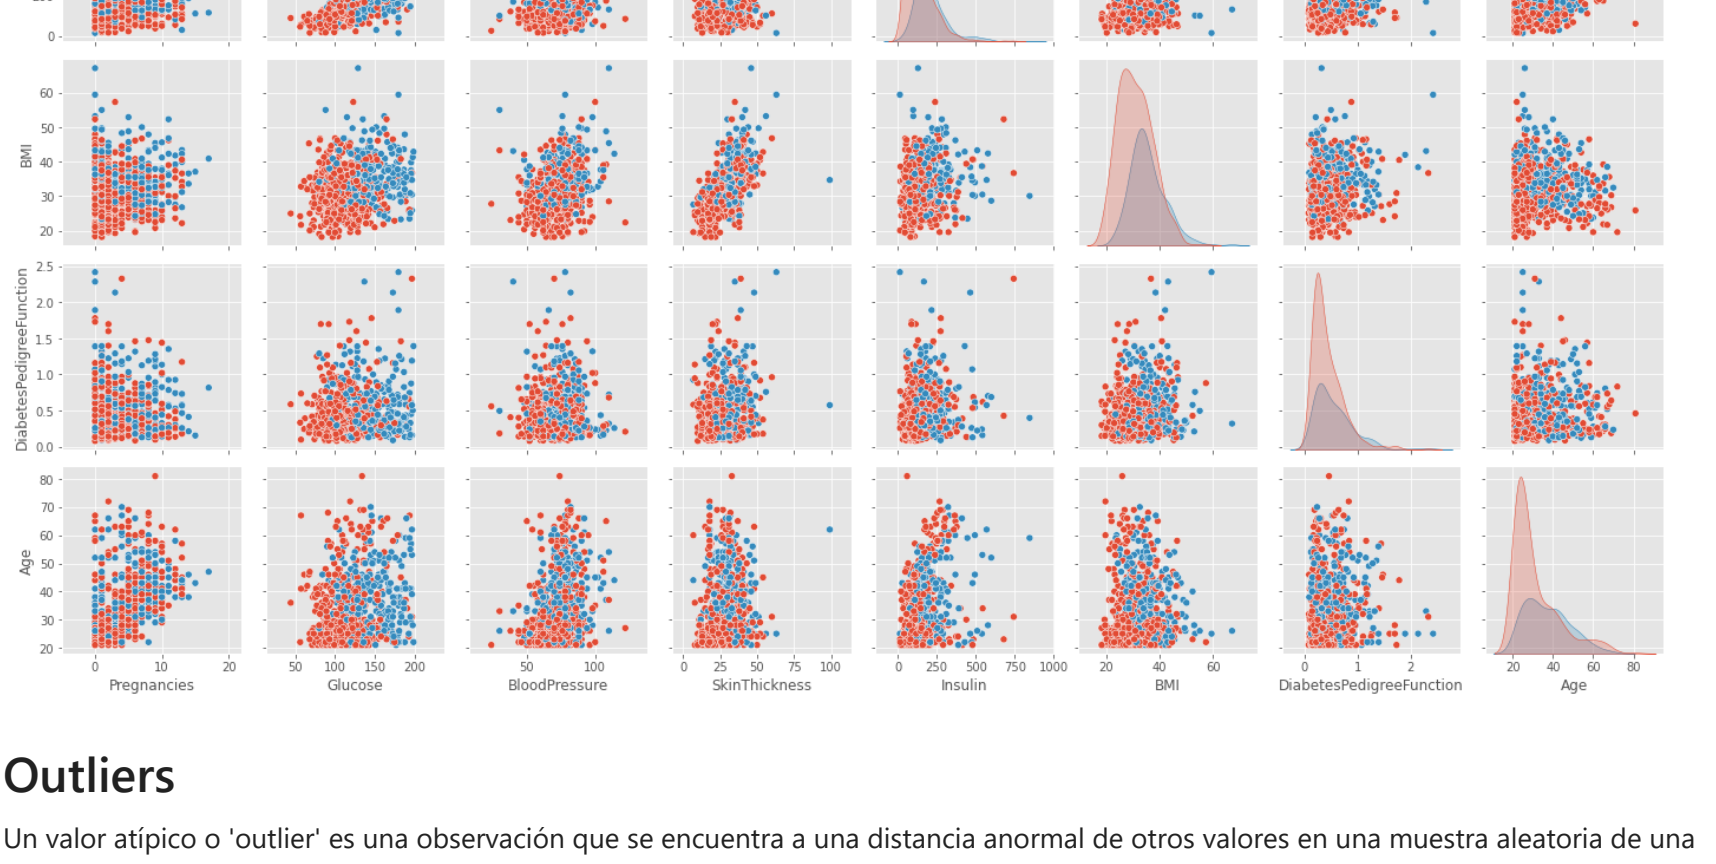 0
BMI
60
50
40
30
20
DiabetesPedigreeFunction
2.5
2.0
1.5
1.0
0.5
0.0
Age
80
70
60
50
40
30
20
0 10 20 50 100 150 200 50 100 0 25 50 75 100 0 250 500 750 1000 20 40 60 0 1 2 20 40 60 80
Pregnancies Glucose BloodPressure SkinThickness Insulin BMI DiabetesPedigreeFunction Age
Outliers
Un valor atípico o 'outlier' es una observación que se encuentra a una distancia anormal de otros valores en una muestra aleatoria de una